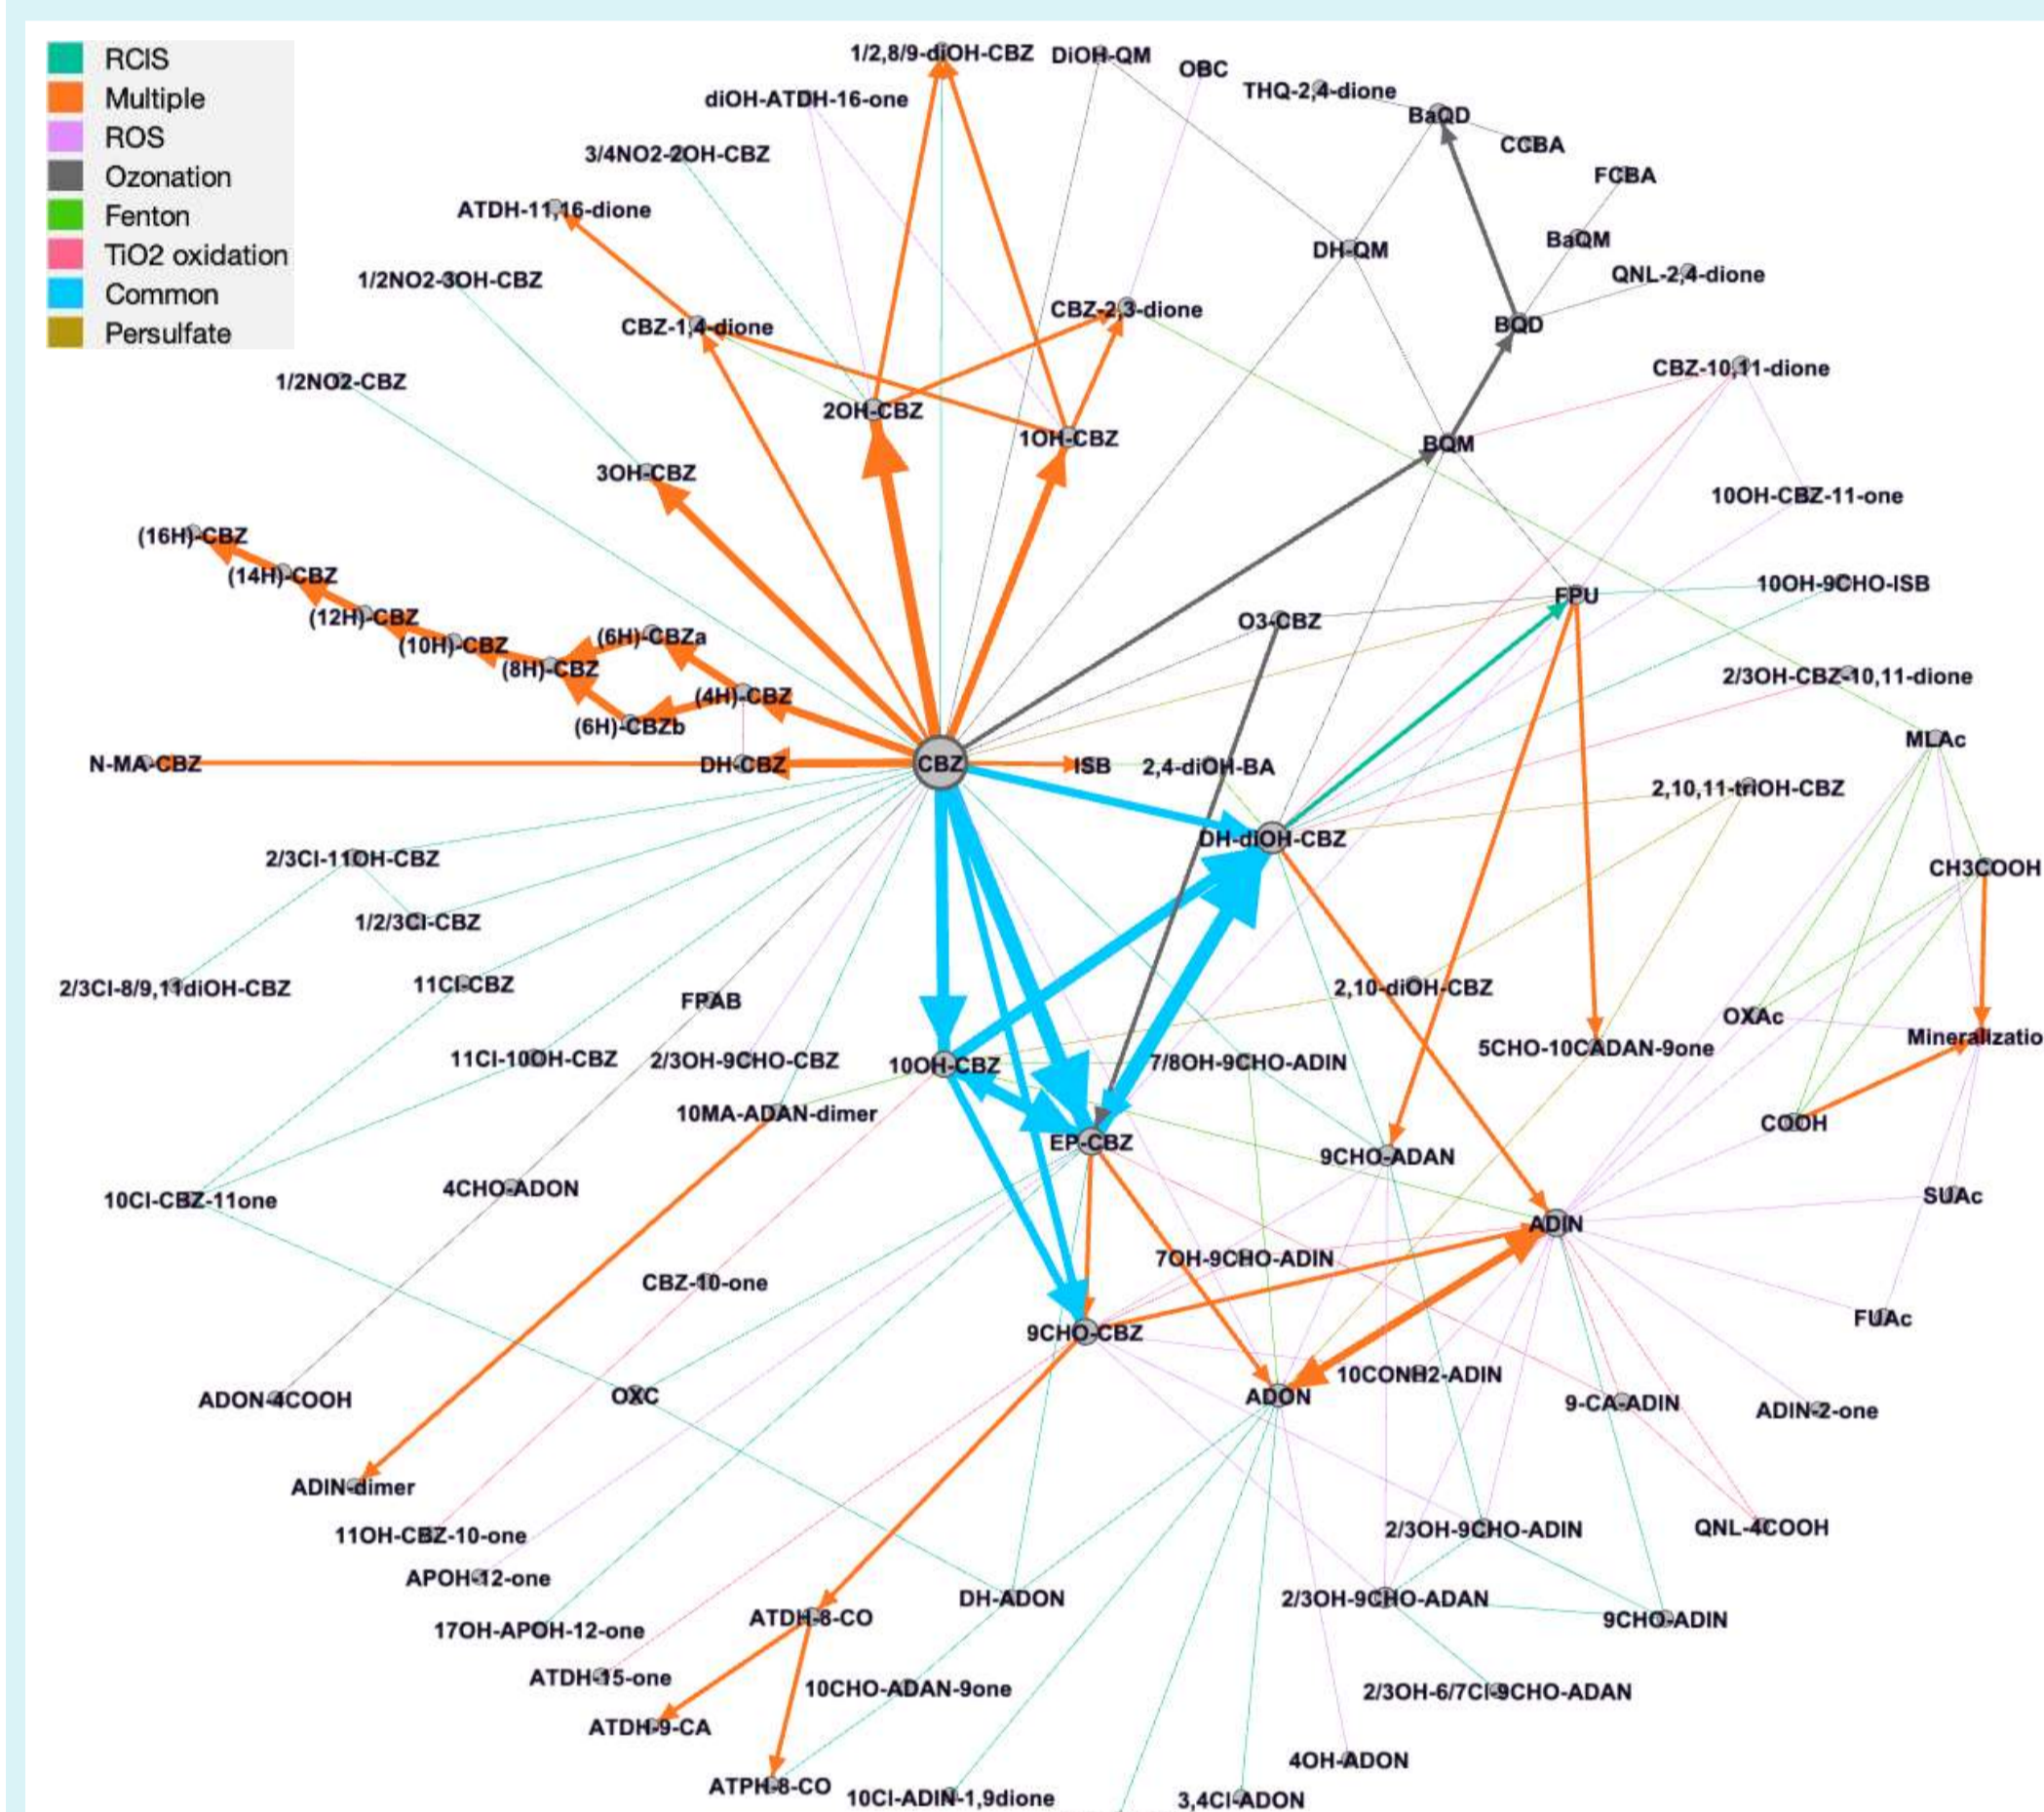 RCIS
Multiple
ROS
Ozonation
Fenton
TiO2 oxidation
Common
Persulfate
1/2,8/9-diOH-CBZ
DiOH-QM
OBC
diOH-ATDH-16-one
THQ-2,4-dione
BaQD
CCBA
3/4NO2-2OH-CBZ
FCBA
ATDH-11,16-dione
BaQM
DH-QM
QNL-2,4-dione
1/2NO2-3OH-CBZ
CBZ-2,3-dione
CBZ-1,4-dione
BQD
CBZ-10,11-dione
1/2NO2-CBZ
2OH-CBZ
1OH-CBZ
BQM
3OH-CBZ
10OH-CBZ-11-one
(16H)-CBZ
(14H)-CBZ
10OH-9CHO-ISB
FPU
(12H)-CBZ
O3-CBZ
(6H)-CBZa
(10H)-CBZ
(8H)-CBZ
2/3OH-CBZ-10,11-dione
(4H)-CBZ
(6H)-CBZb
MLAc
N-MA-CBZ
DH-CBZ
CBZ
ISB
2,4-diOH-BA
2,10,11-triOH-CBZ
DH-diOH-CBZ
2/3Cl-11OH-CBZ
CH3COOH
1/2/3Cl-CBZ
2/3Cl-8/9,11diOH-CBZ
11Cl-CBZ
FPAB
2,10-diOH-CBZ
OXAc
Mineralizatio
5CHO-10CADAN-9one
11Cl-10OH-CBZ
2/3OH-9CHO-CBZ
10OH-CBZ
7/8OH-9CHO-ADIN
10MA-ADAN-dimer
COOH
EP-CBZ
9CHO-ADAN
10Cl-CBZ-11one
4CHO-ADON
SUAc
ADIN
7OH-9CHO-ADIN
CBZ-10-one
FUAc
9CHO-CBZ
10CONH2-ADIN
ADON-4COOH
OXC
ADON
9-CA-ADIN
ADIN-2-one
ADIN-dimer
11OH-CBZ-10-one
2/3OH-9CHO-ADIN
QNL-4COOH
APOH-12-one
DH-ADON
2/3OH-9CHO-ADAN
17OH-APOH-12-one
ATDH-8-CO
9CHO-ADIN
ATDH-15-one
10CHO-ADAN-9one
2/3OH-6/7Cl-9CHO-ADAN
ATDH-9-CA
4OH-ADON
ATPH-8-CO
10Cl-ADIN-1,9dione
3,4Cl-ADON